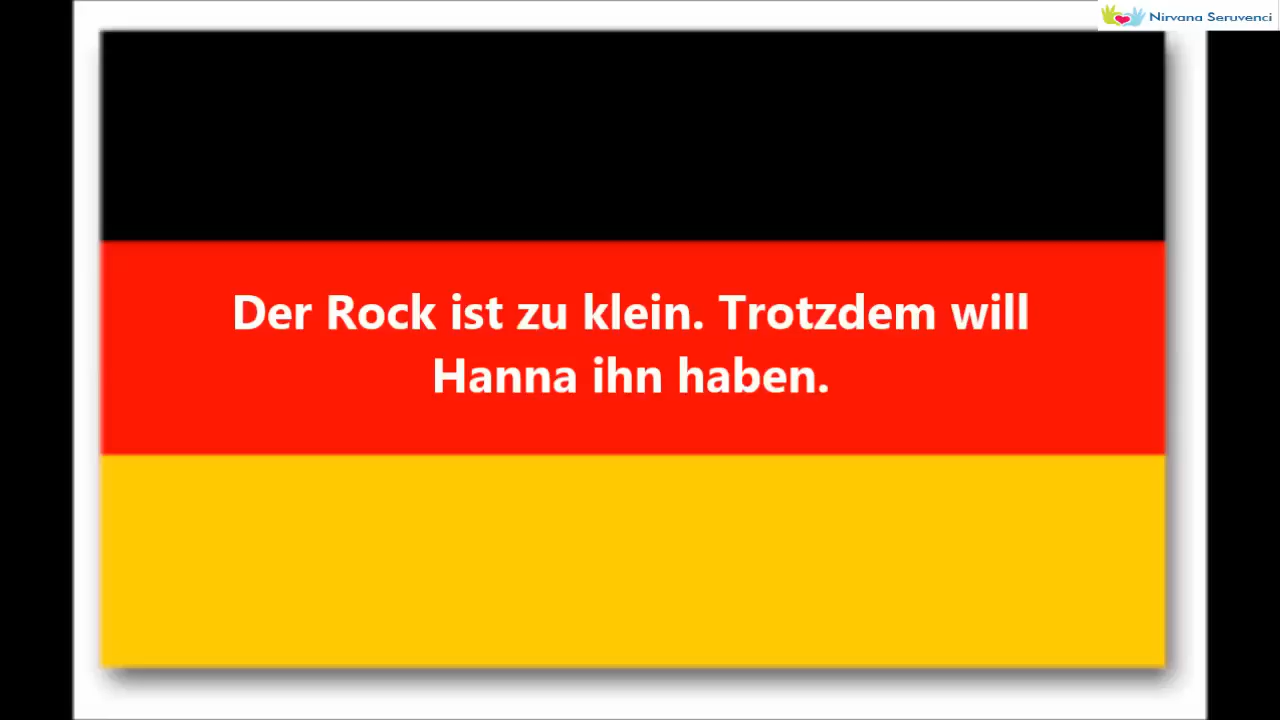 Nirvana Seruvenci
Der Rock ist zu klein. Trotzdem will
Hanna ihn haben.